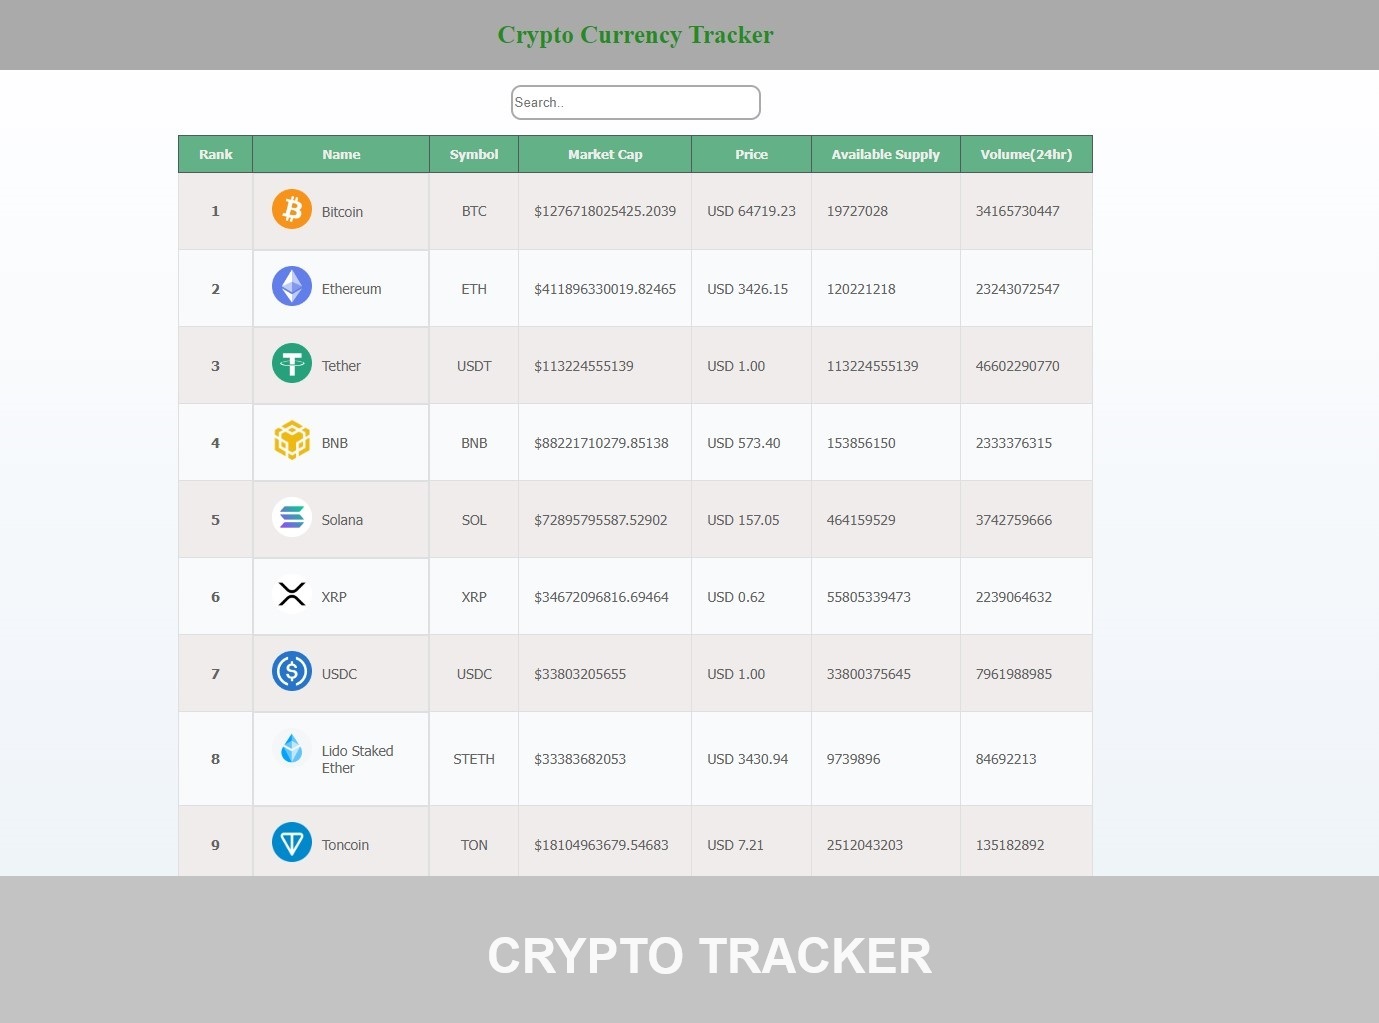 Crypto Currency Tracker
Search..
Rank Name Symbol Market Cap Price Available Supply Volume(24hr)
1 Bitcoin BTC $1276718025425.2039 USD 64719.23 19727028 34165730447
2 Ethereum ETH $411896330019.82465 USD 3426.15 120221218 23243072547
3 Tether USDT $113224555139 USD 1.00 113224555139 46602290770
4 BNB BNB $88221710279.85138 USD 573.40 153856150 2333376315
5 Solana SOL $72895795587.52902 USD 157.05 464159529 3742759666
6 XRP XRP $34672096816.69464 USD 0.62 55805339473 2239064632
7 USDC USDC $33803205655 USD 1.00 33800375645 7961988985
8 Lido Staked Ether STETH $33383682053 USD 3430.94 9739896 84692213
9 Toncoin TON $18104963679.54683 USD 7.21 2512043203 135182892
CRYPTO TRACKER